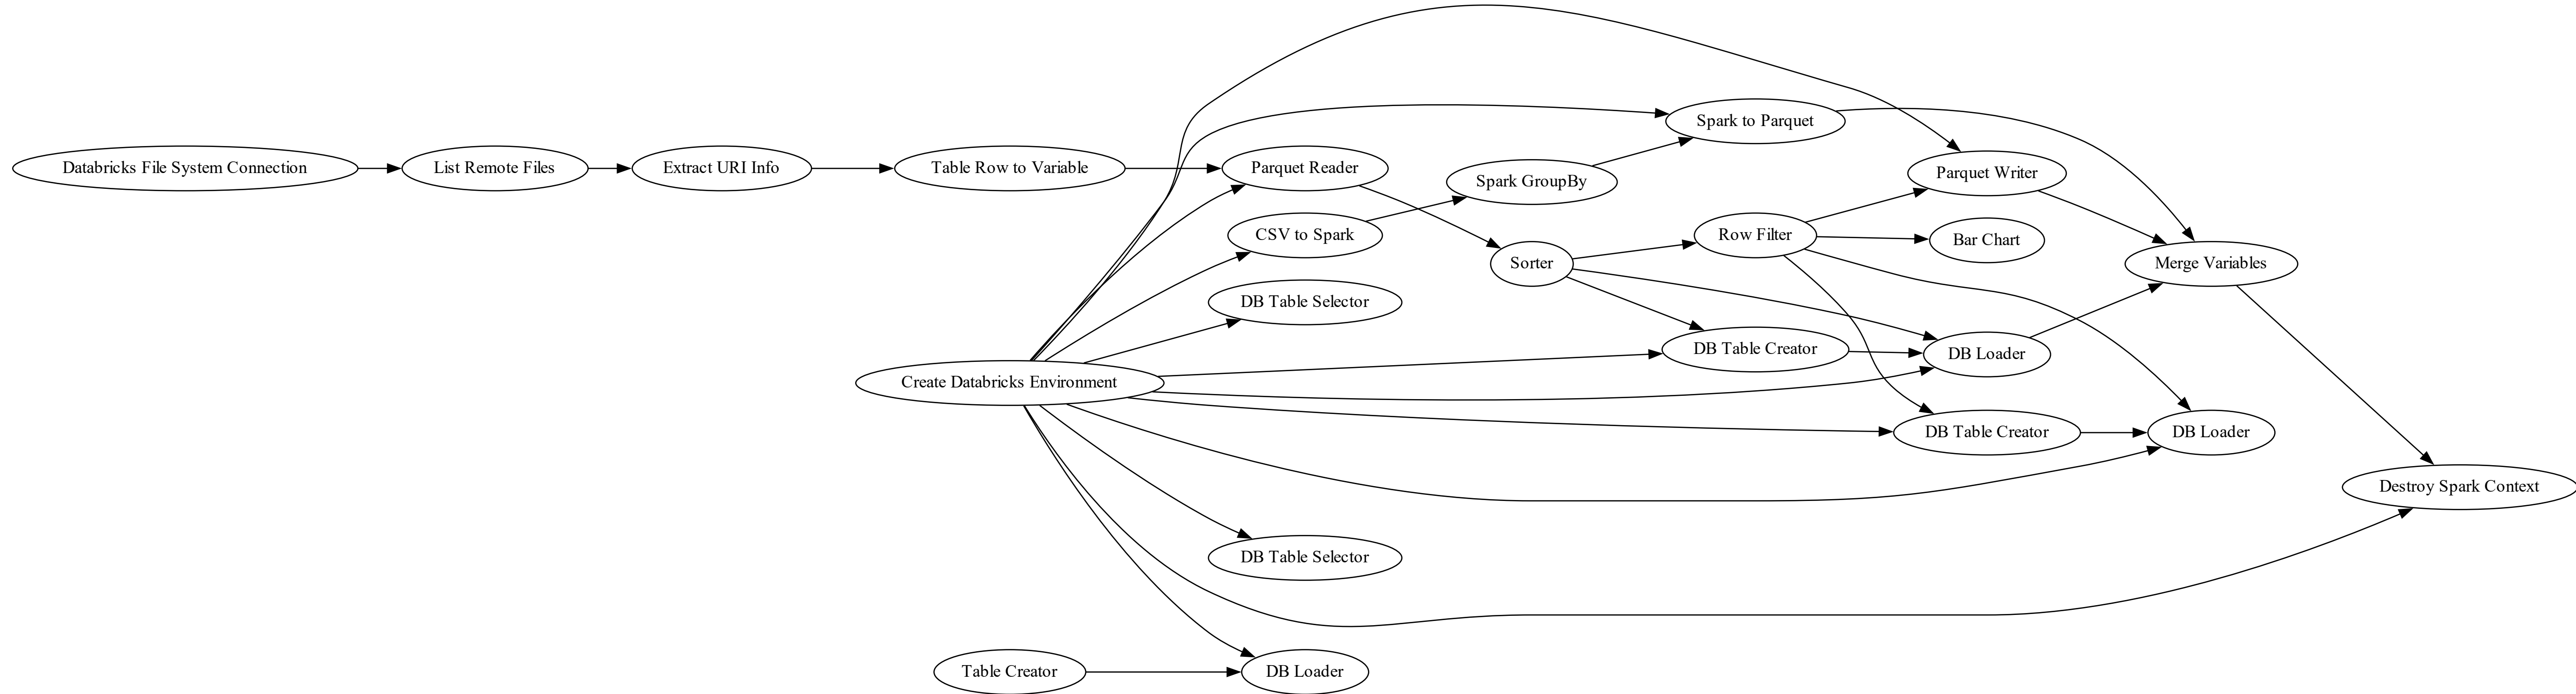 Databricks File System Connection
List Remote Files
Extract URI Info
Table Row to Variable
Parquet Reader
Spark to Parquet
Parquet Writer
Spark GroupBy
CSV to Spark
Row Filter
Bar Chart
Sorter
Merge Variables
DB Table Selector
DB Table Creator
DB Loader
Create Databricks Environment
DB Table Creator
DB Loader
Destroy Spark Context
DB Table Selector
Table Creator
DB Loader